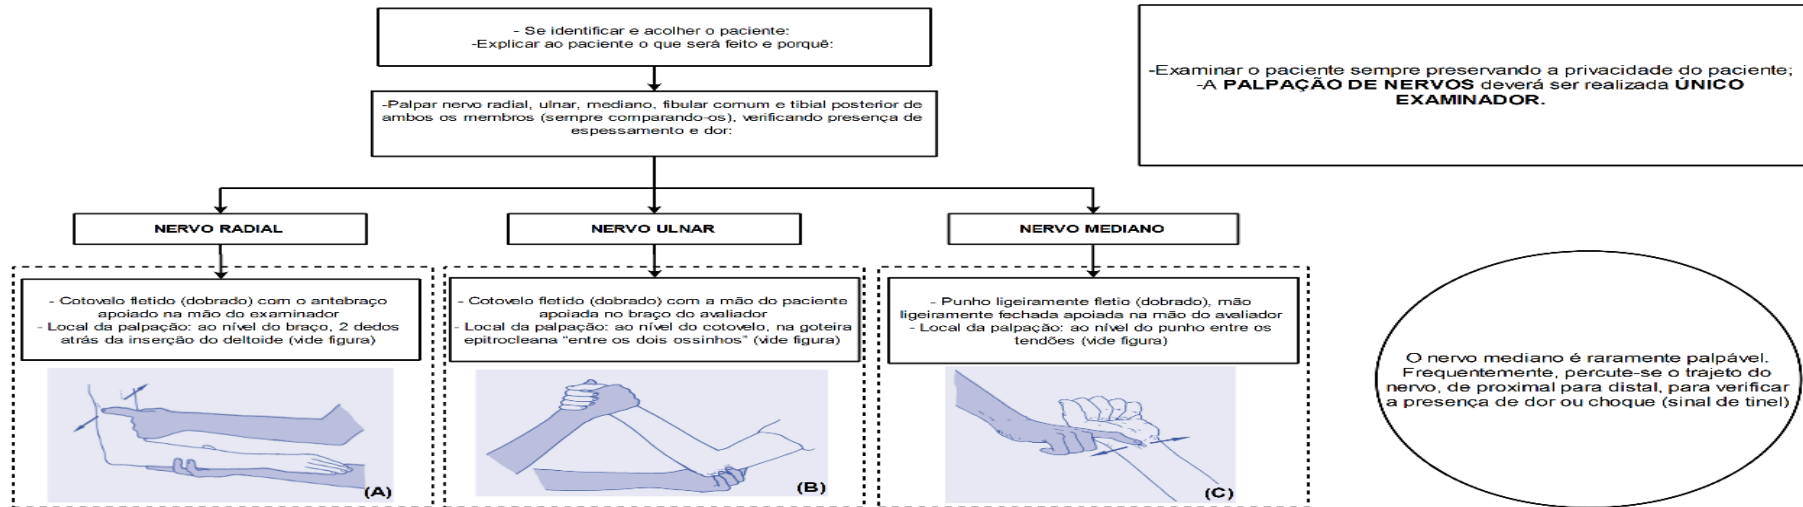 - Se identificar e acolher o paciente:
-Explicar ao paciente o que será feito e porquê:
-Examinar o paciente sempre preservando a privacidade do paciente;
-A PALPAÇÃO DE NERVOS deverá ser realizada ÚNICO
EXAMINADOR.
-Palpar nervo radial, ulnar, mediano, fibular comum e tibial posterior de
ambos os membros (sempre comparando-os), verificando presença de
espessamento e dor:
NERVO RADIAL
NERVO ULNAR
NERVO MEDIANO
- Cotovelo fletido (dobrado) com o antebraço
apoiado na mão do examinador
- Local da palpação: ao nível do braço, 2 dedos
atrás da inserção do deltoide (vide figura)
- Cotovelo fletido (dobrado) com a mão do paciente
apoiada no braço do avaliador
- Local da palpação: ao nível do cotovelo, na goteira
epitrocleana "entre os dois ossinhos" (vide figura)
- Punho ligeiramente fletio (dobrado), mão
ligeiramente fechada apoiada na mão do avaliador
- Local da palpação: ao nível do punho entre os
tendões (vide figura)
O nervo mediano é raramente palpável.
Frequentemente, percute-se o trajeto do
nervo, de proximal para distal, para verificar
a presença de dor ou choque (sinal de tinel)
(A)
(B)
(C)